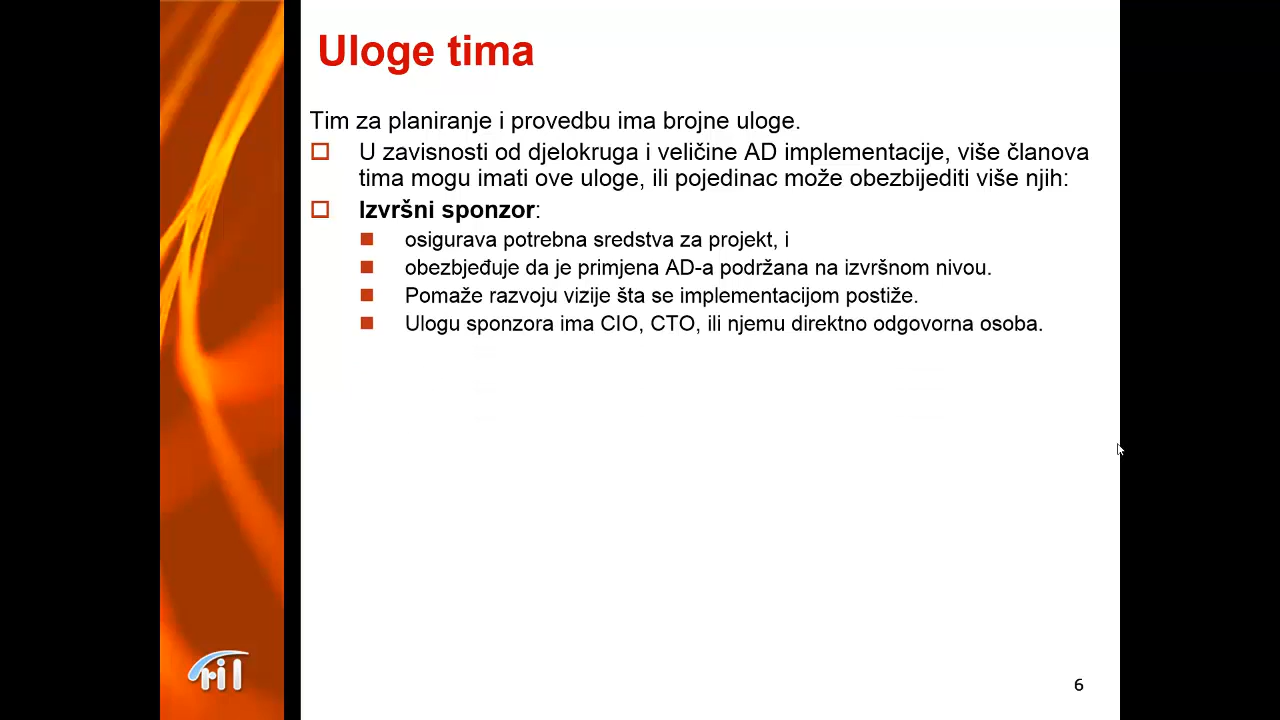 Uloge tima
Tim za planiranje i provedbu ima brojne uloge.
U zavisnosti od djelokruga i veličine AD implementacije, više članova
tima mogu imati ove uloge, ili pojedinac može obezbijediti više njih:
Izvršni sponzor:
osigurava potrebna sredstva za projekt, i
obezbjeđuje da je primjena AD-a podržana na izvršnom nivou.
Pomaže razvoju vizije šta se implementacijom postiže.
Ulogu sponzora ima CIO, CTO, ili njemu direktno odgovorna osoba.
ril
6